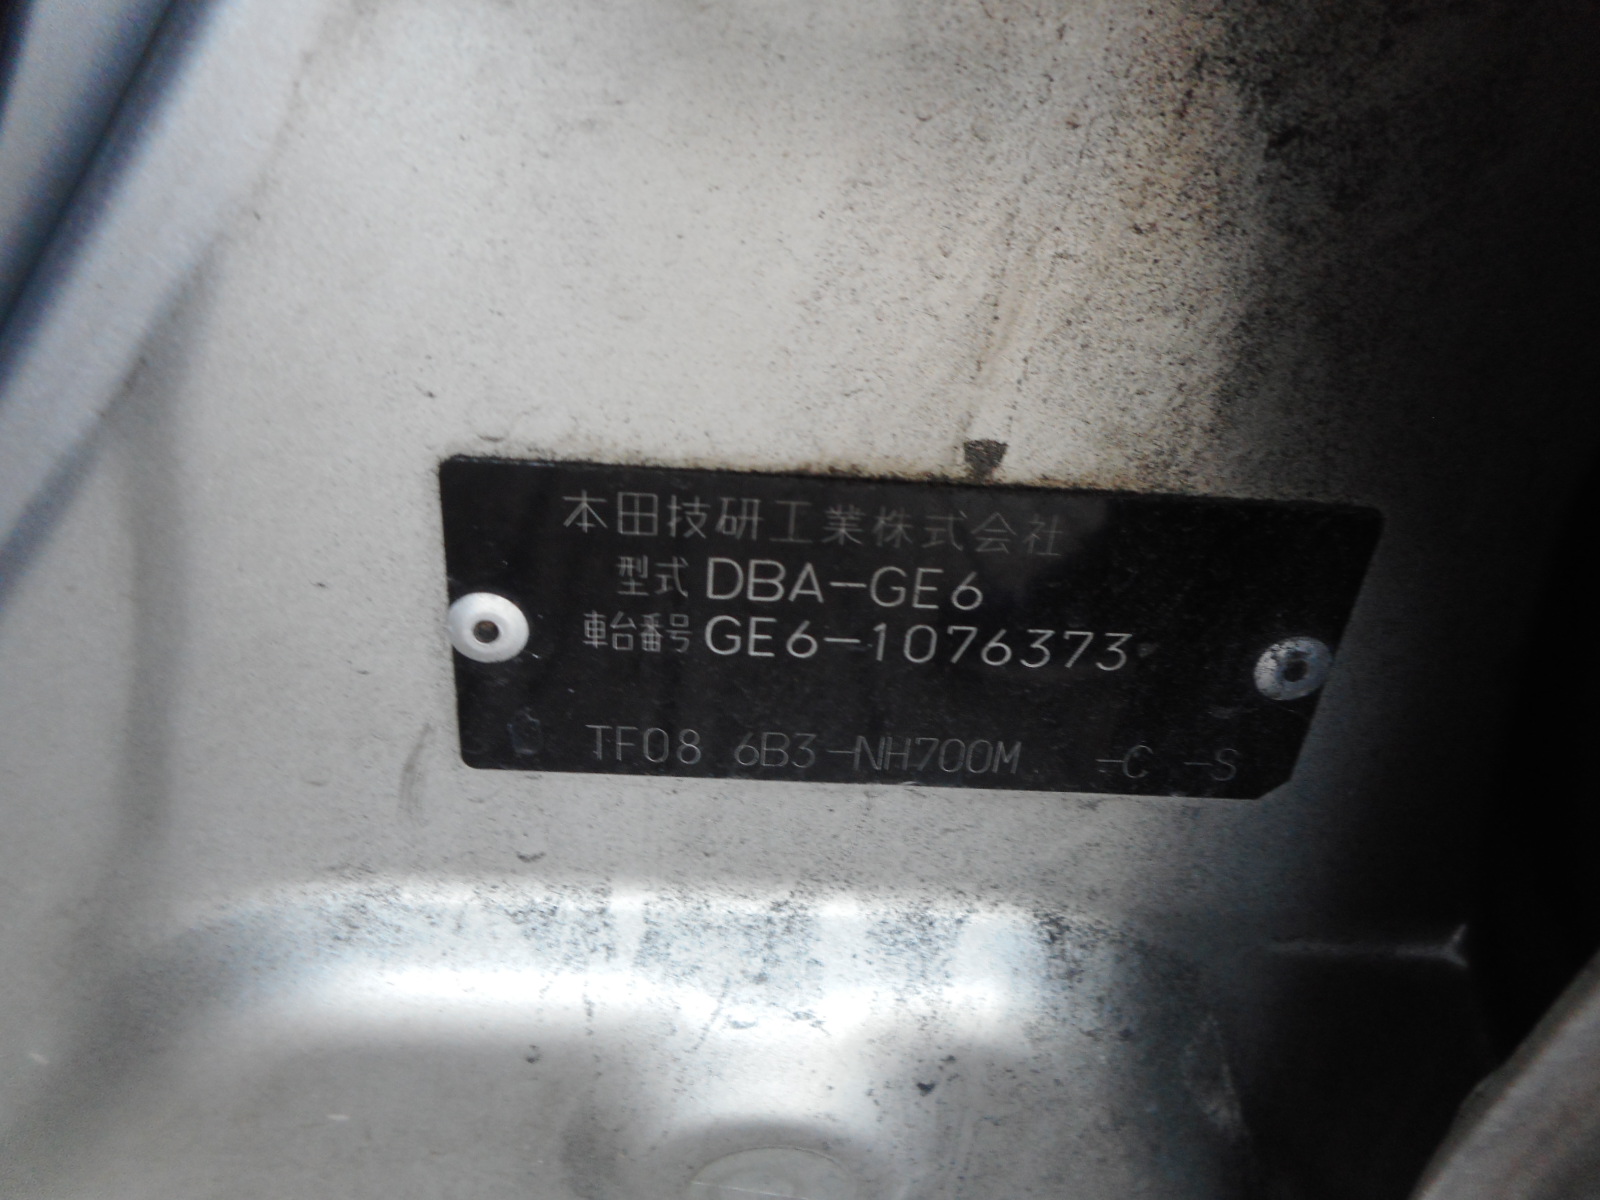 本田技研工業株式会社
型式 DBA-GE6
車台番号 GE6-1076373
TF08 6B3-NH700M -C -S